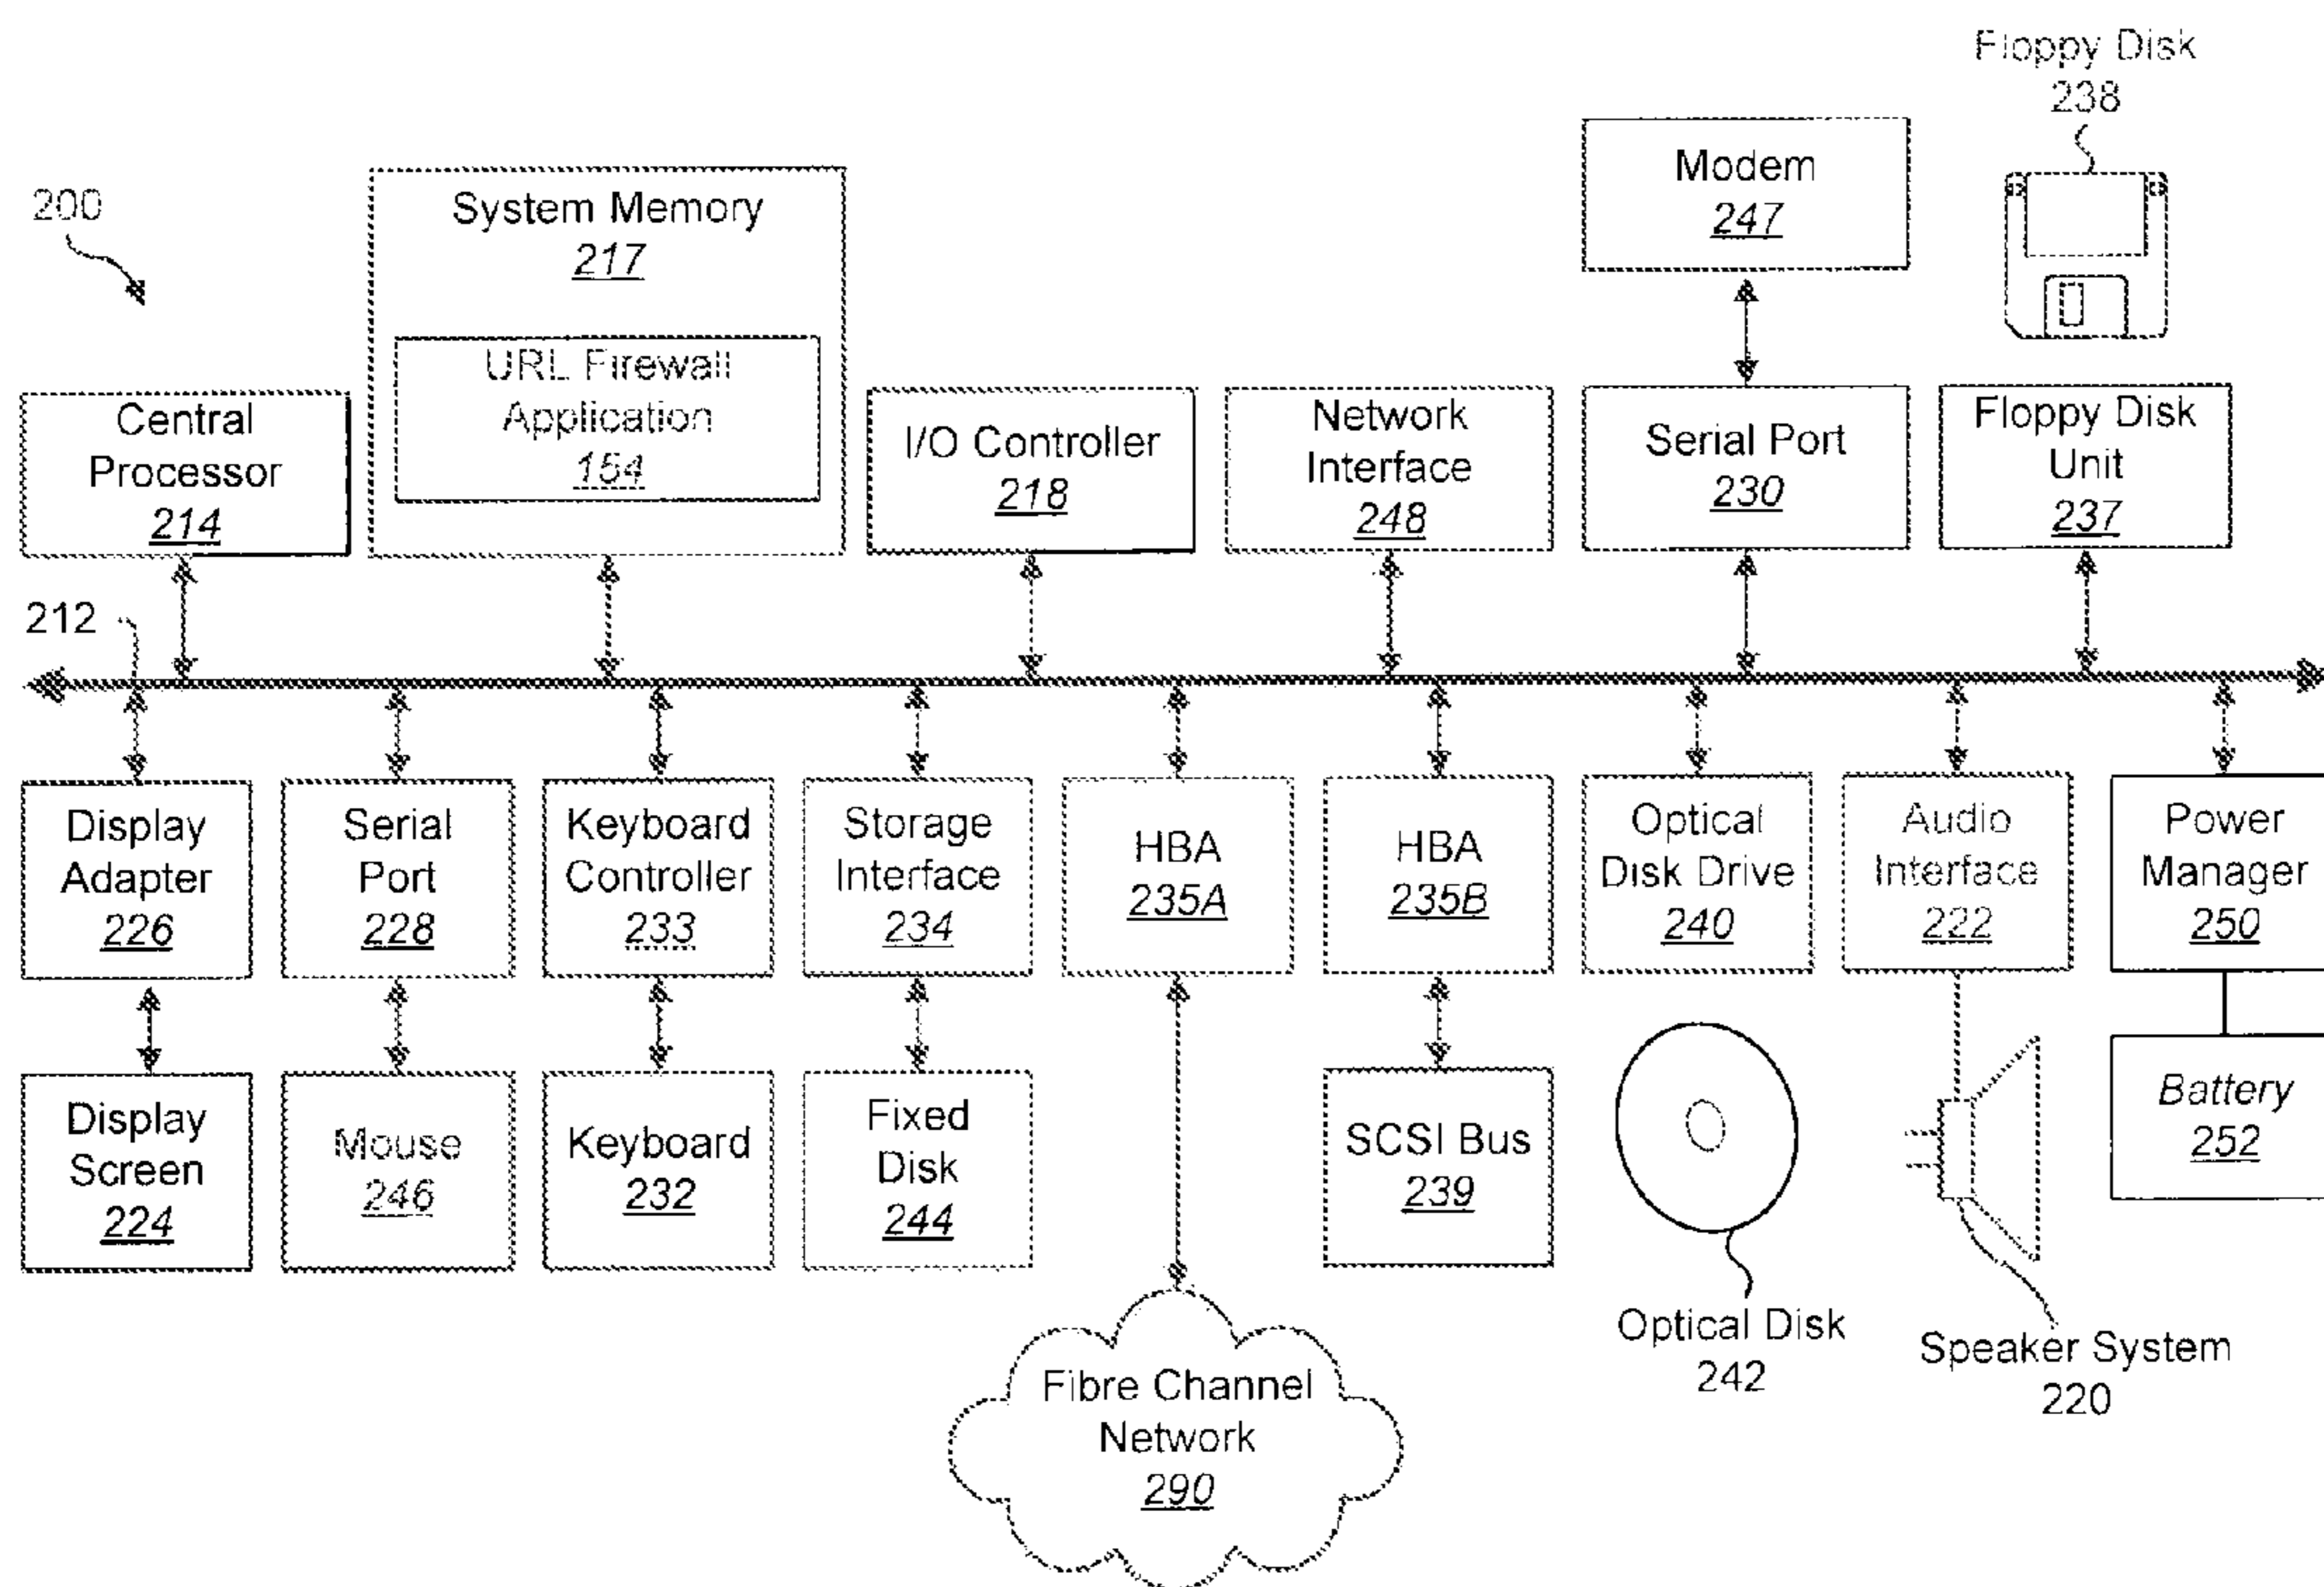 Floppy Disk
238
200
System Memory
217
Modem
247
URL Firewall
Application
154
Central
Processor
214
I/O Controller
218
Network
Interface
248
Serial Port
230
Floppy Disk
Unit
237
212
Display
Adapter
226
Serial
Port
228
Keyboard
Controller
233
Storage
Interface
234
HBA
235A
HBA
235B
Optical
Disk Drive
240
Audio
Interface
222
Power
Manager
250
Display
Screen
224
Mouse
246
Keyboard
232
Fixed
Disk
244
SCSI Bus
239
Battery
252
Optical Disk
242
Speaker System
220
Fibre Channel
Network
290